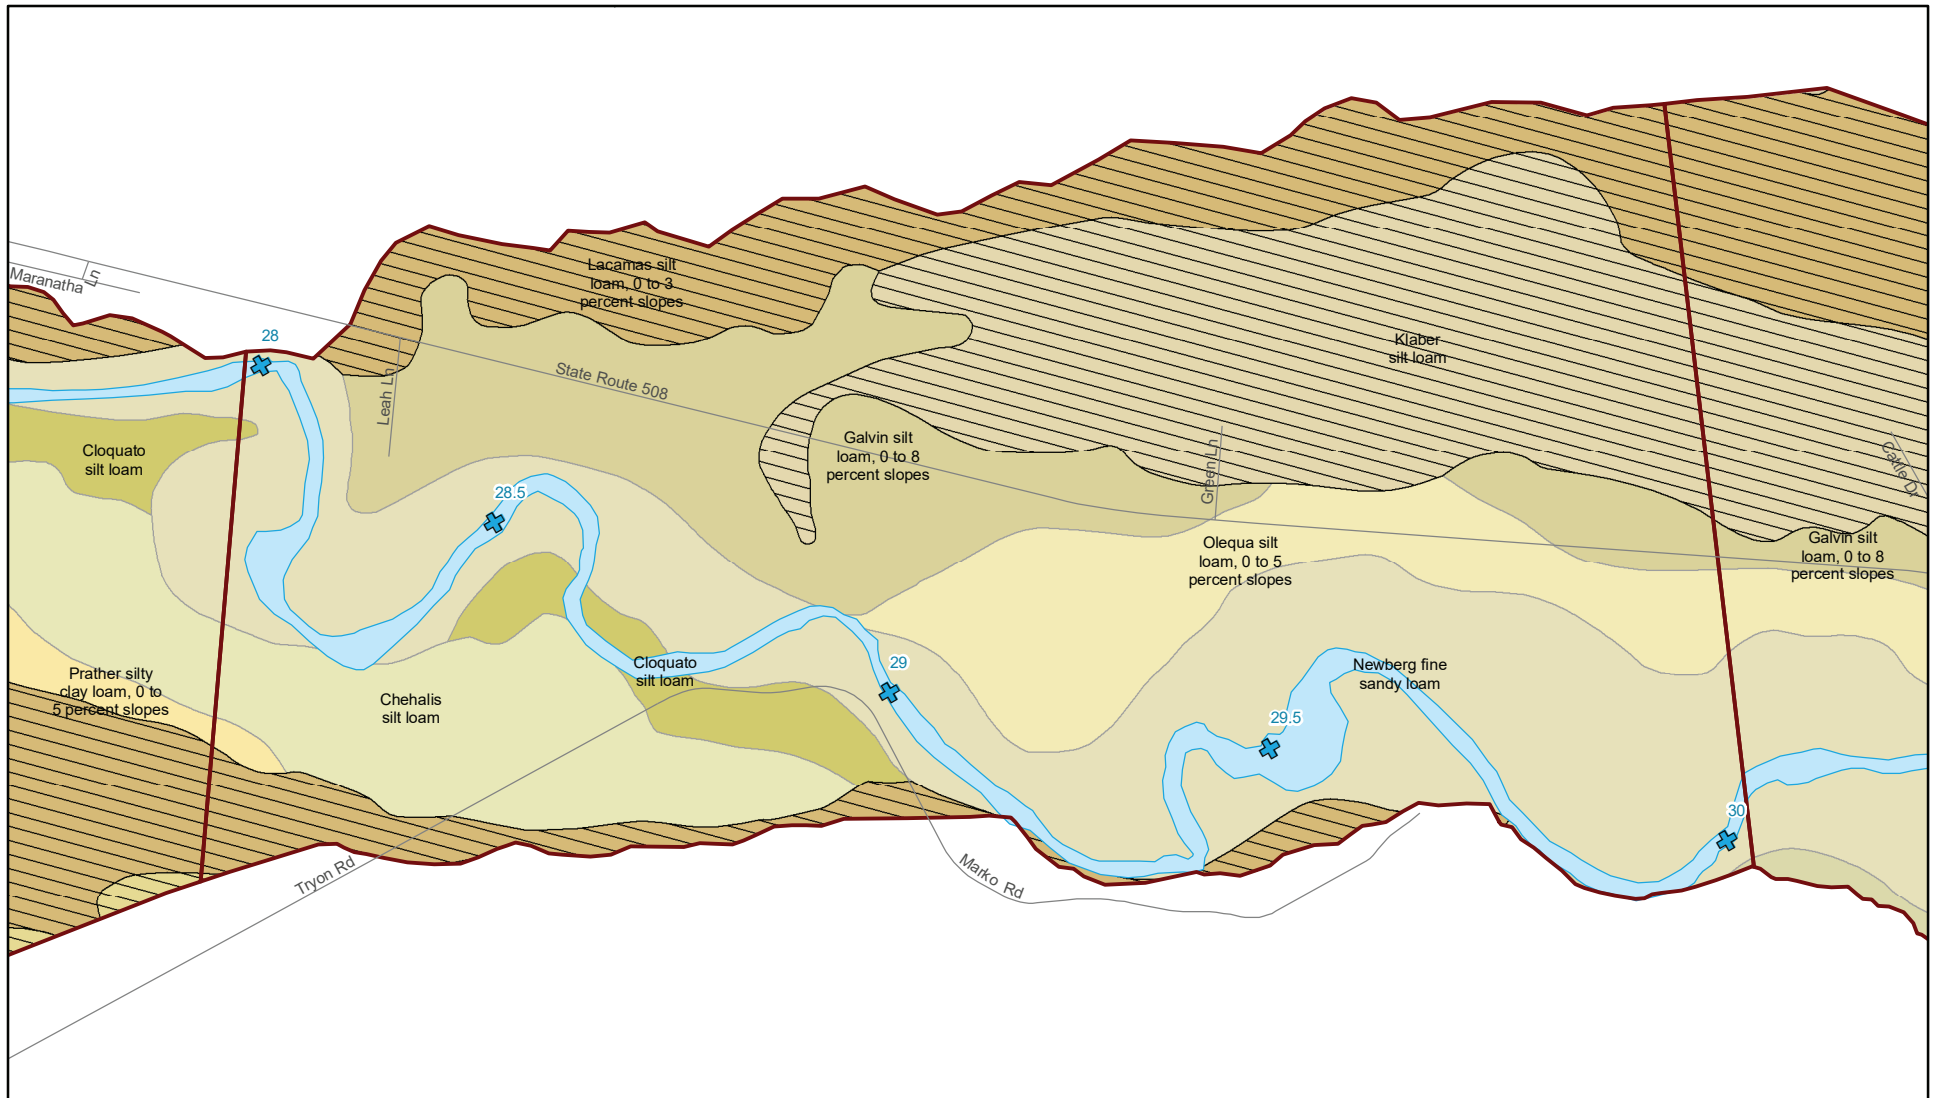 Maranatha
Ln
28
Lacamas silt
loam, 0 to 3
percent slopes
Klaber
silt loam
State Route 508
Leah Ln
Cloquato
silt loam
Galvin silt
loam, 0 to 8
percent slopes
Green Ln
Cattle Dr
28.5
Olequa silt
loam, 0 to 5
percent slopes
Galvin silt
loam, 0 to 8
percent slopes
Prather silty
clay loam, 0 to
5 percent slopes
Chehalis
silt loam
Cloquato
silt loam
29
Newberg fine
sandy loam
29.5
30
Tryon Rd
Marko Rd